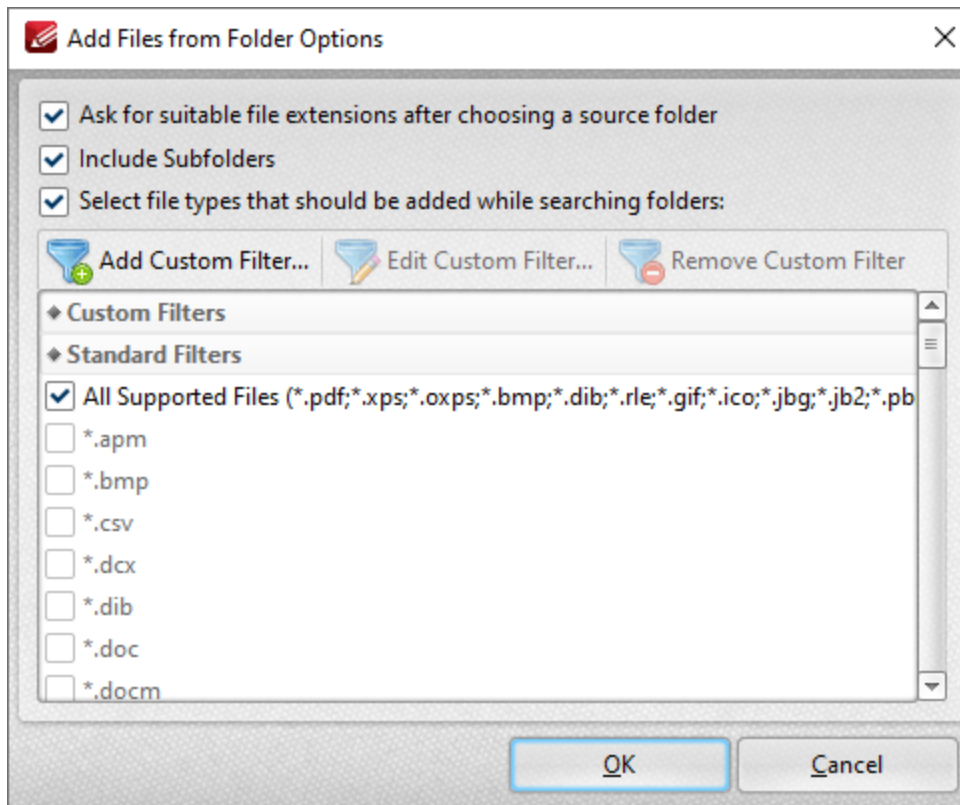 Add Files from Folder Options
Ask for suitable file extensions after choosing a source folder
Include Subfolders
Select file types that should be added while searching folders:
Add Custom Filter... Edit Custom Filter... Remove Custom Filter
Custom Filters
Standard Filters
All Supported Files (*.pdf;*.xps;*.oxps;*.bmp;*.dib;*.rle;*.gif;*.ico;*.jbg;*.jb2;*.pb
*.apm
*.bmp
*.csv
*.dcx
*.dib
*.doc
*.docm
OK Cancel